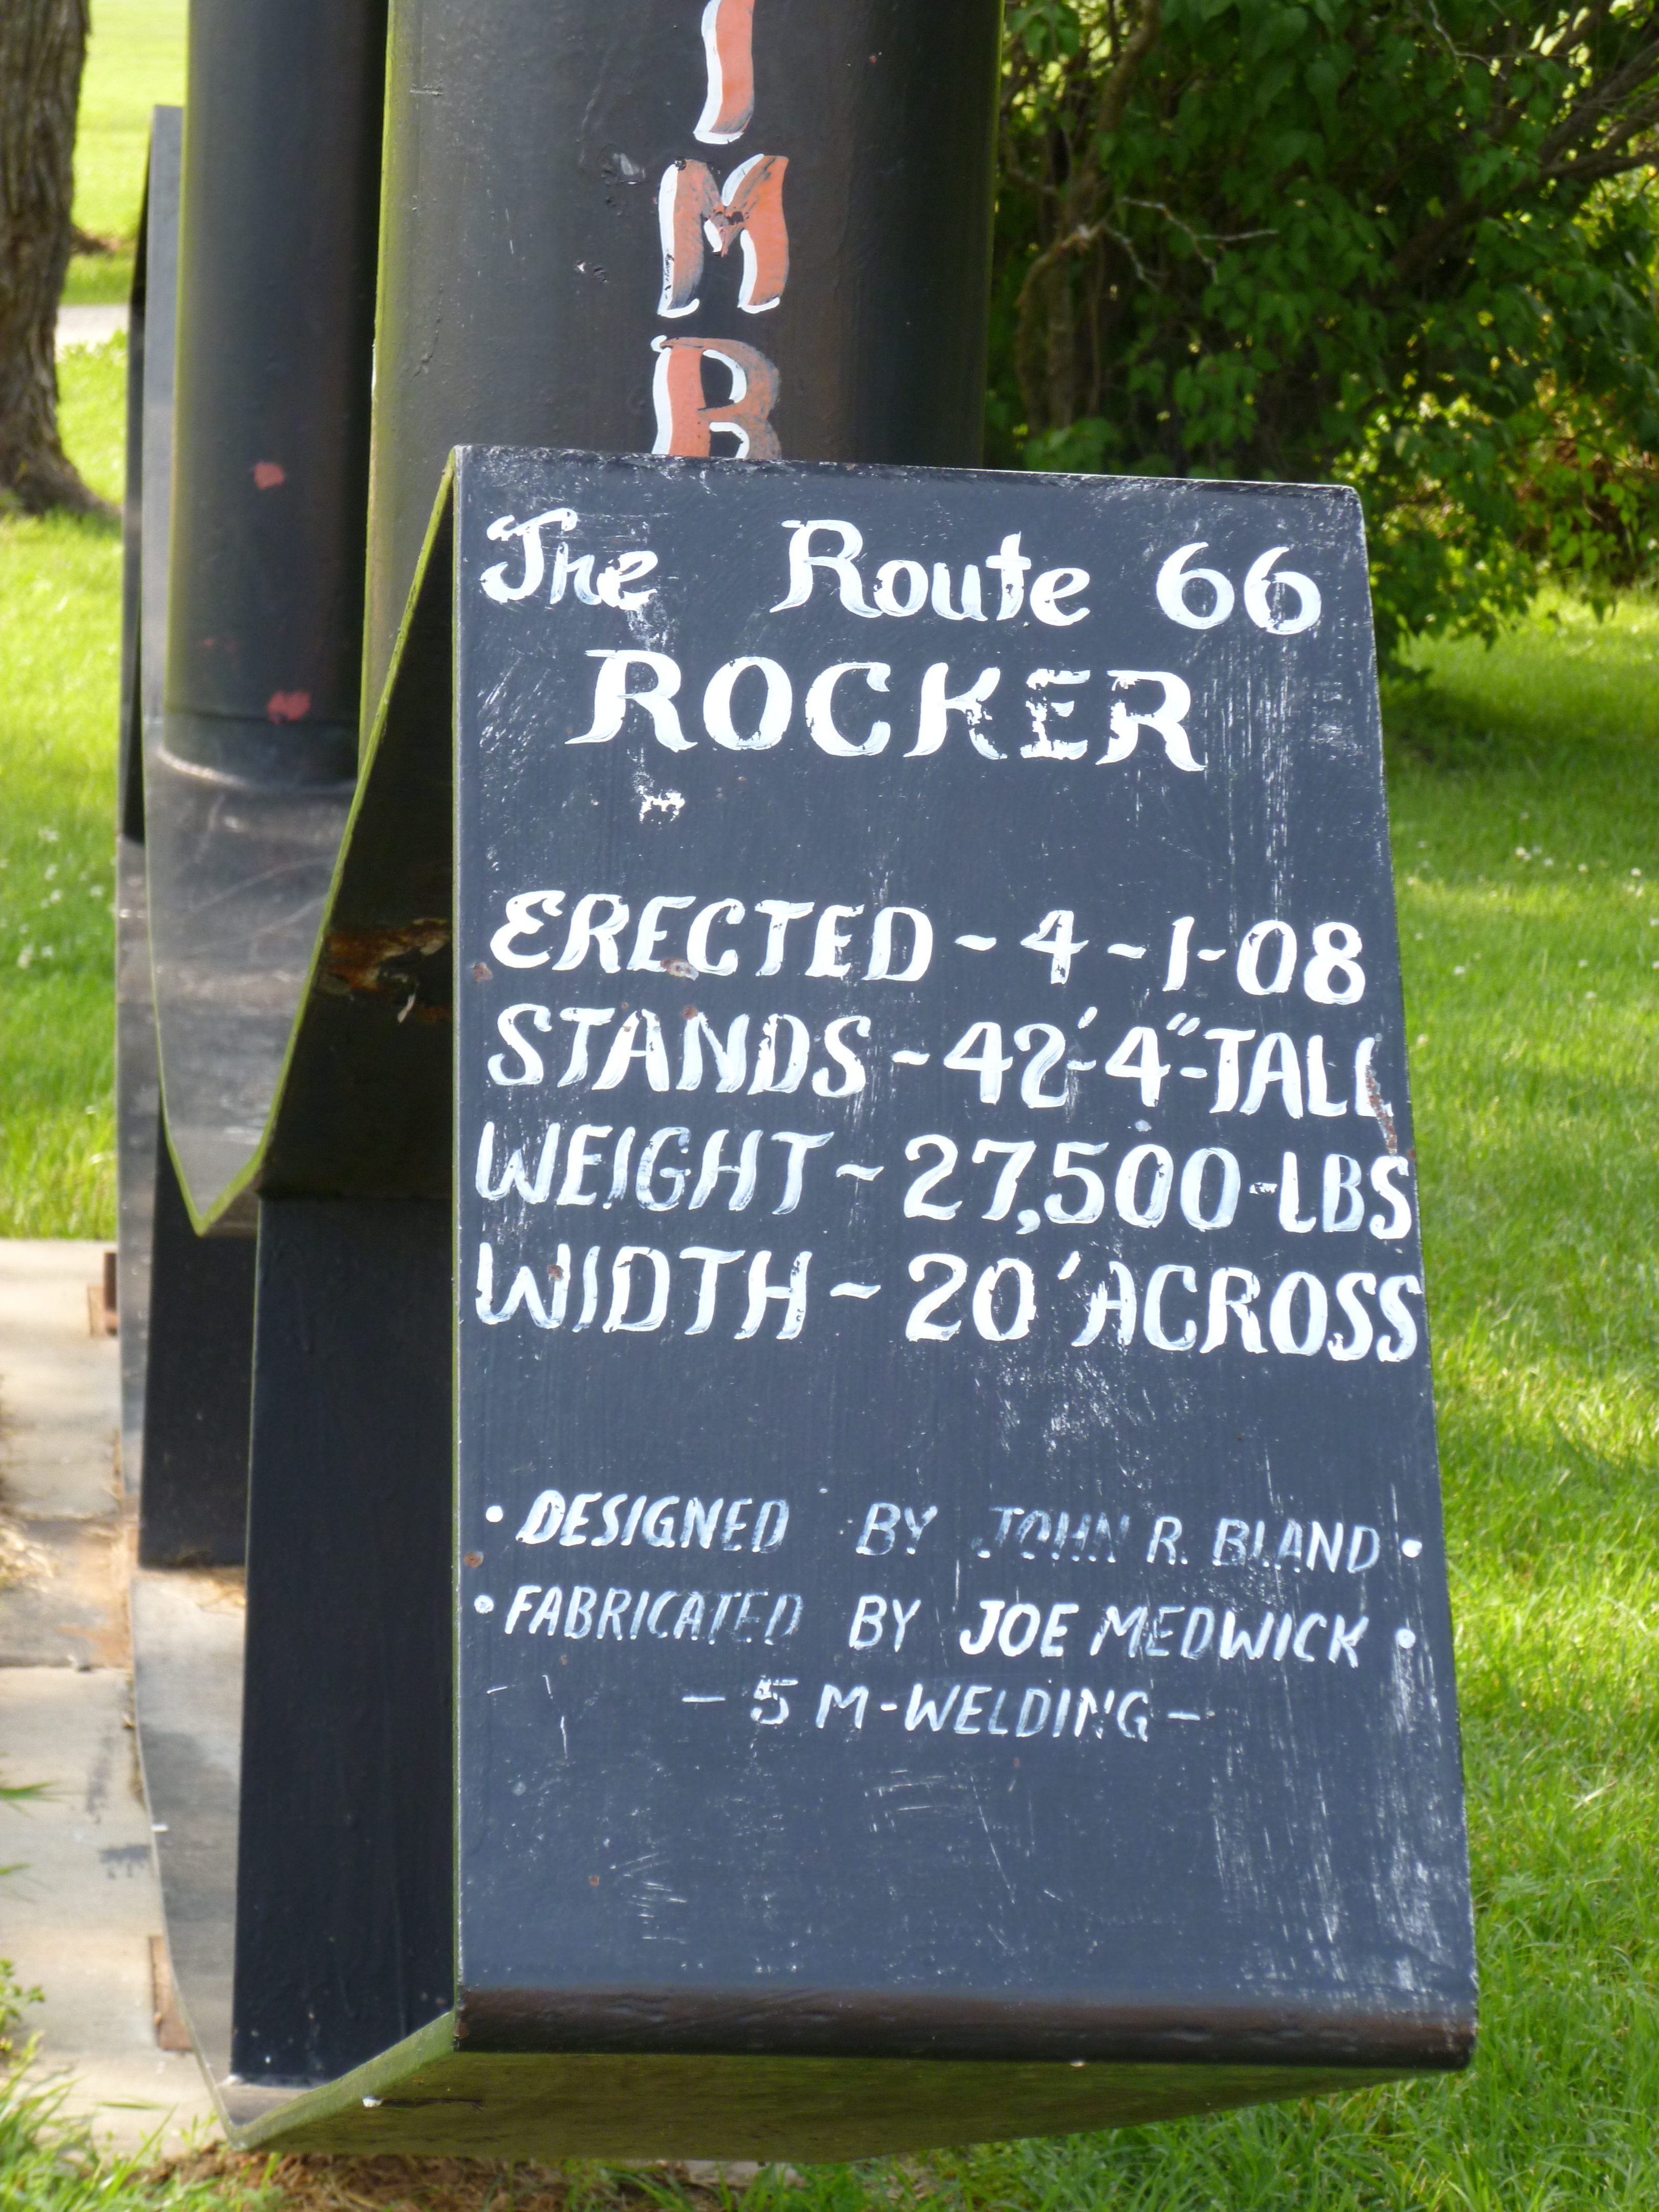 I
M
B
The Route 66
ROCKER
ERECTED - 4 - 1 - 08
STANDS - 42'-4"-TALL
WEIGHT - 27,500-LBS
WIDTH - 20' ACROSS
• DESIGNED BY JOHN R. BLAND •
• FABRICATED BY JOE MEDWICK •
- 5 M-WELDING -